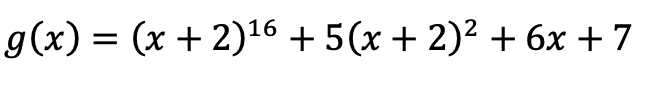 g(x) = (x + 2)¹⁶ + 5(x + 2)² + 6x + 7